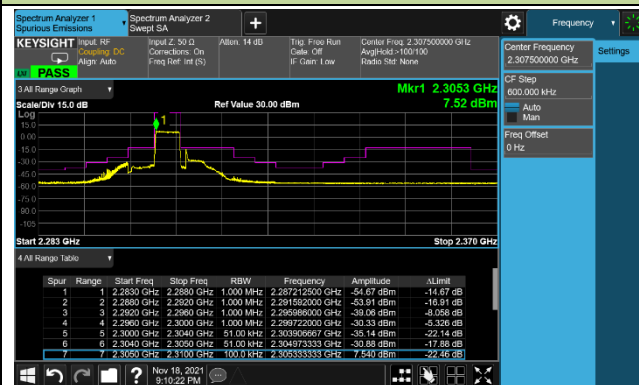 Spectrum Analyzer 1
Spurious Emissions
Spectrum Analyzer 2
Swept SA
Frequency
KEYSIGHT
Input: RF
Coupling: DC
Align: Auto
Input Z: 50 Ω
Corrections: On
Freq Ref: Int (S)
Atten: 14 dB
Trig: Free Run
Gate: Off
IF Gain: Low
Center Freq: 2.307500000 GHz
Avg|Hold:>100/100
Radio Std: None
PASS
Center Frequency
2.307500000 GHz
Settings
CF Step
600.000 kHz
Auto
Man
Freq Offset
0 Hz
3 All Range Graph
Mkr1 2.3053 GHz
7.52 dBm
Scale/Div 15.0 dB
Ref Value 30.00 dBm
Log
15.0
0.00
-15.0
-30.0
-45.0
-60.0
-75.0
-90.0
-105
1
Start 2.283 GHz
Stop 2.370 GHz
4 All Range Table
Spur Range Start Freq Stop Freq RBW Frequency Amplitude ΔLimit
1 1 2.2830 GHz 2.2880 GHz 1.000 MHz 2.287212500 GHz -54.67 dBm -14.67 dB
2 2 2.2880 GHz 2.2920 GHz 1.000 MHz 2.291592000 GHz -53.91 dBm -16.91 dB
3 3 2.2920 GHz 2.2960 GHz 1.000 MHz 2.295986000 GHz -39.06 dBm -8.058 dB
4 4 2.2960 GHz 2.3000 GHz 1.000 MHz 2.299722000 GHz -30.33 dBm -5.326 dB
5 5 2.3000 GHz 2.3040 GHz 51.00 kHz 2.303906667 GHz -35.14 dBm -22.14 dB
6 6 2.3040 GHz 2.3050 GHz 51.00 kHz 2.304973333 GHz -30.88 dBm -17.88 dB
7 7 2.3050 GHz 2.3100 GHz 100.0 kHz 2.305333333 GHz 7.540 dBm -22.46 dB
Nov 18, 2021
9:10:22 PM